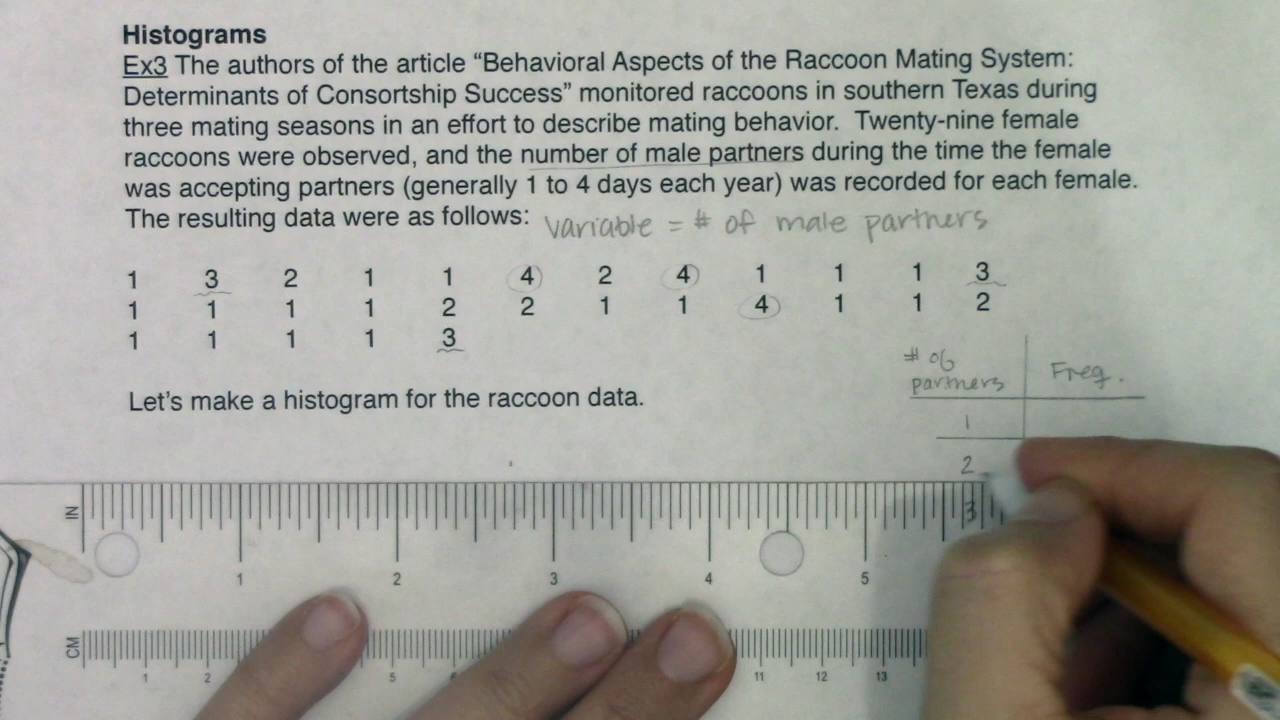 Histograms
Ex3 The authors of the article “Behavioral Aspects of the Raccoon Mating System:
Determinants of Consortship Success” monitored raccoons in southern Texas during
three mating seasons in an effort to describe mating behavior. Twenty-nine female
raccoons were observed, and the number of male partners during the time the female
was accepting partners (generally 1 to 4 days each year) was recorded for each female.
The resulting data were as follows: variable = # of male partners
1 3 2 1 1 4 2 4 1 1 1 3
1 1 1 1 2 2 1 1 4 1 1 2
1 1 1 1 3
# of
partners Freq.
1
Let’s make a histogram for the raccoon data.
2
3
IN
1 2 3 4 5
CM
1 2 5 11 12 13